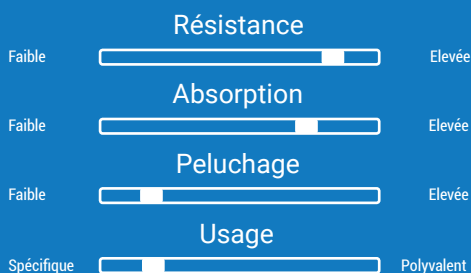 Résistance
Faible Elevée
Absorption
Faible Elevée
Peluchage
Faible Elevée
Usage
Spécifique Polyvalent